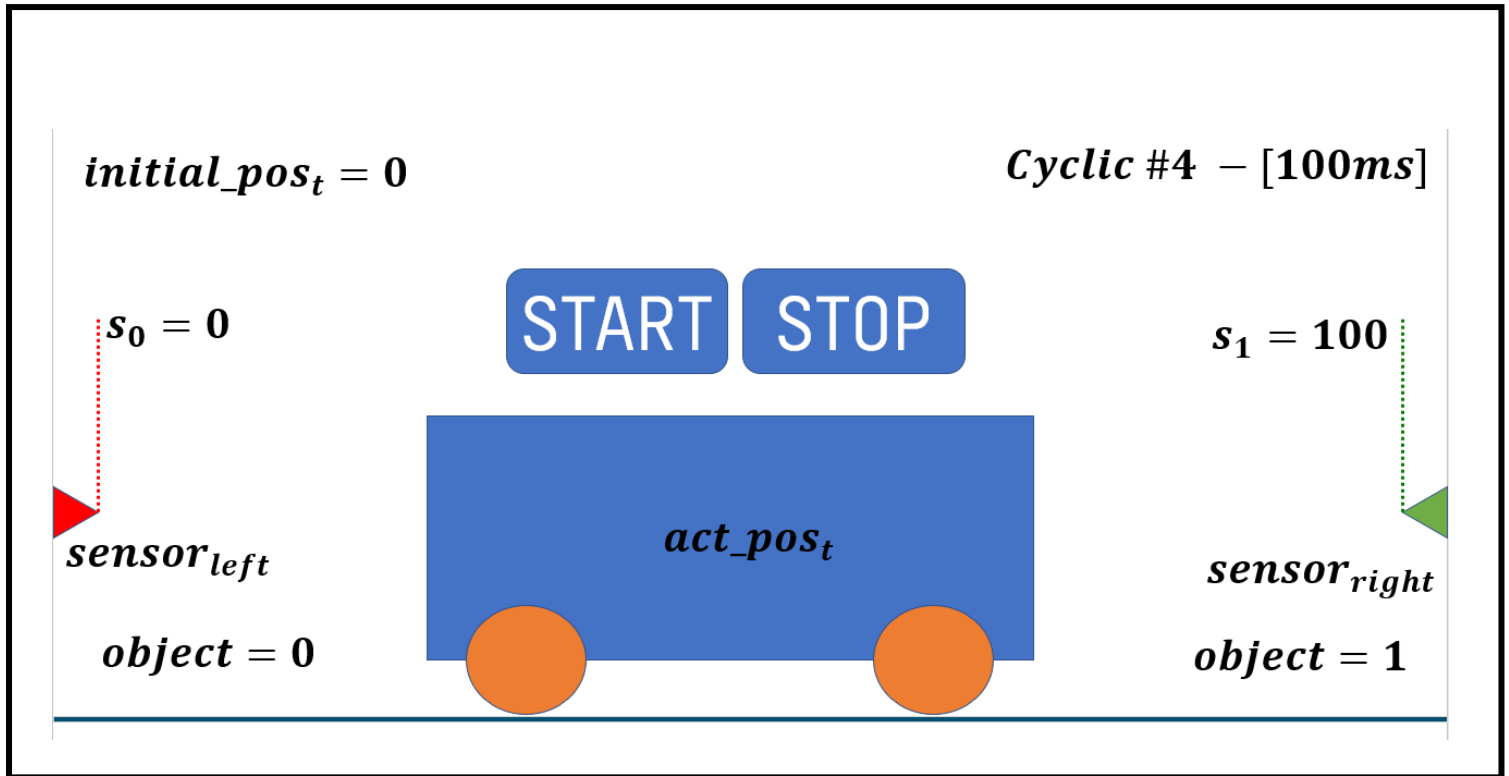 initial_pos_t = 0
Cyclic #4 − [100ms]
START STOP
s_0 = 0
s_1 = 100
act_pos_t
sensor_left
sensor_right
object = 0
object = 1